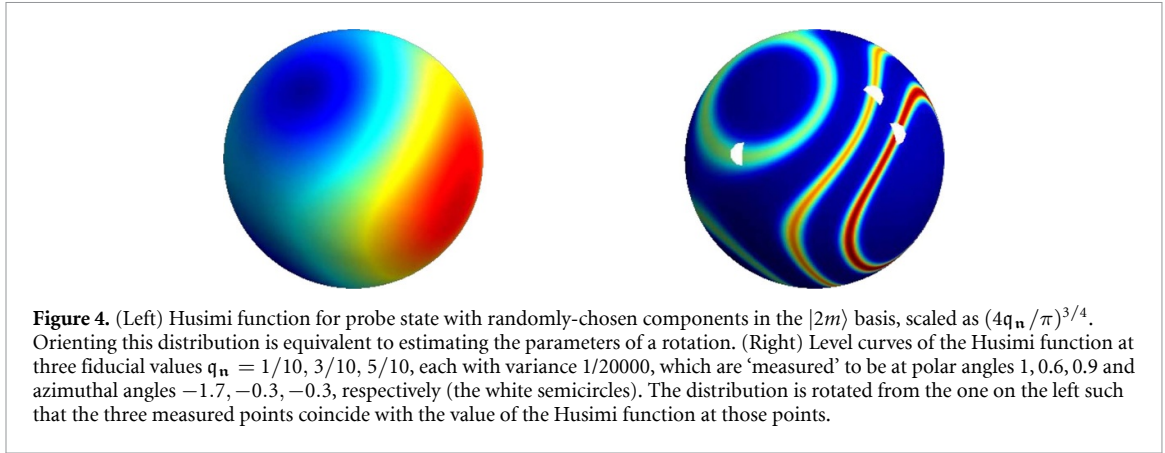 Figure 4. (Left) Husimi function for probe state with randomly-chosen components in the |2m⟩ basis, scaled as (4𝔮𝐧/π)^{3/4}.
Orienting this distribution is equivalent to estimating the parameters of a rotation. (Right) Level curves of the Husimi function at
three fiducial values 𝔮𝐧 = 1/10, 3/10, 5/10, each with variance 1/20000, which are ‘measured’ to be at polar angles 1, 0.6, 0.9 and
azimuthal angles −1.7, −0.3, −0.3, respectively (the white semicircles). The distribution is rotated from the one on the left such
that the three measured points coincide with the value of the Husimi function at those points.